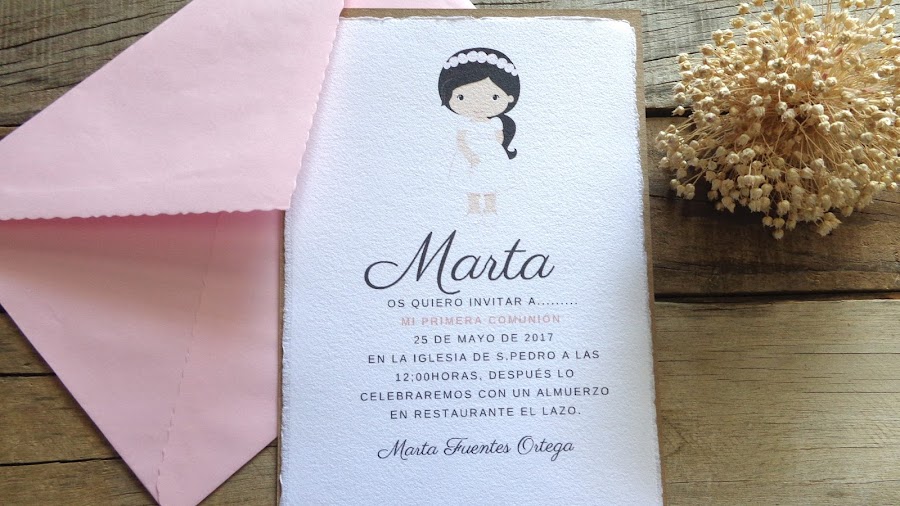 Marta
OS QUIERO INVITAR A.........
MI PRIMERA COMUNIÓN
25 DE MAYO DE 2017
EN LA IGLESIA DE S.PEDRO A LAS
12:00HORAS, DESPUÉS LO
CELEBRAREMOS CON UN ALMUERZO
EN RESTAURANTE EL LAZO.
Marta Fuentes Ortega